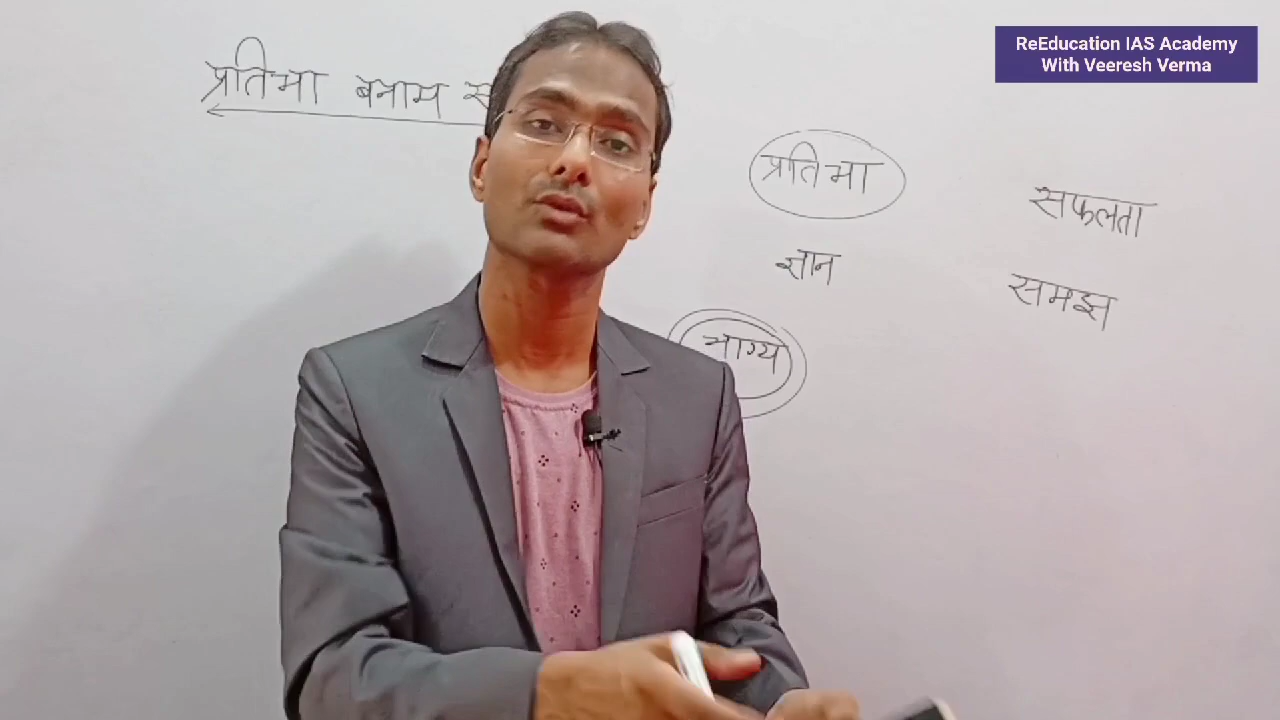 ReEducation IAS Academy
With Veeresh Verma
प्रतिभा बनाम
प्रतिभा सफलता
ज्ञान समझ
भाग्य